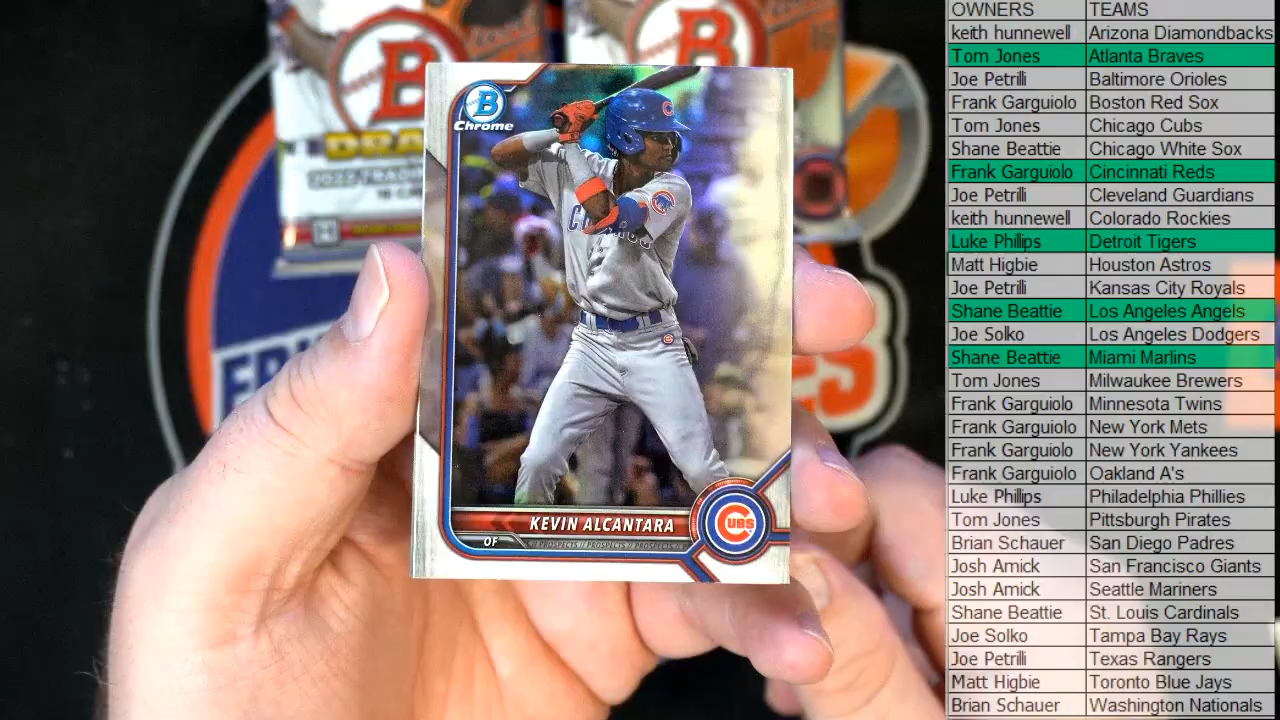 B
Chrome
CUBS
KEVIN ALCANTARA
OF
PROSPECTS // PROSPECTS // PROSPECTS //
CUBS
B
DRA
2022 TRADIN
B
OWNERS TEAMS
keith hunnewell Arizona Diamondbacks
Tom Jones Atlanta Braves
Joe Petrilli Baltimore Orioles
Frank Garguiolo Boston Red Sox
Tom Jones Chicago Cubs
Shane Beattie Chicago White Sox
Frank Garguiolo Cincinnati Reds
Joe Petrilli Cleveland Guardians
keith hunnewell Colorado Rockies
Luke Phillips Detroit Tigers
Matt Higbie Houston Astros
Joe Petrilli Kansas City Royals
Shane Beattie Los Angeles Angels
Joe Solko Los Angeles Dodgers
Shane Beattie Miami Marlins
Tom Jones Milwaukee Brewers
Frank Garguiolo Minnesota Twins
Frank Garguiolo New York Mets
Frank Garguiolo New York Yankees
Frank Garguiolo Oakland A's
Luke Phillips Philadelphia Phillies
Tom Jones Pittsburgh Pirates
Brian Schauer San Diego Padres
Josh Amick San Francisco Giants
Josh Amick Seattle Mariners
Shane Beattie St. Louis Cardinals
Joe Solko Tampa Bay Rays
Joe Petrilli Texas Rangers
Matt Higbie Toronto Blue Jays
Brian Schauer Washington Nationals